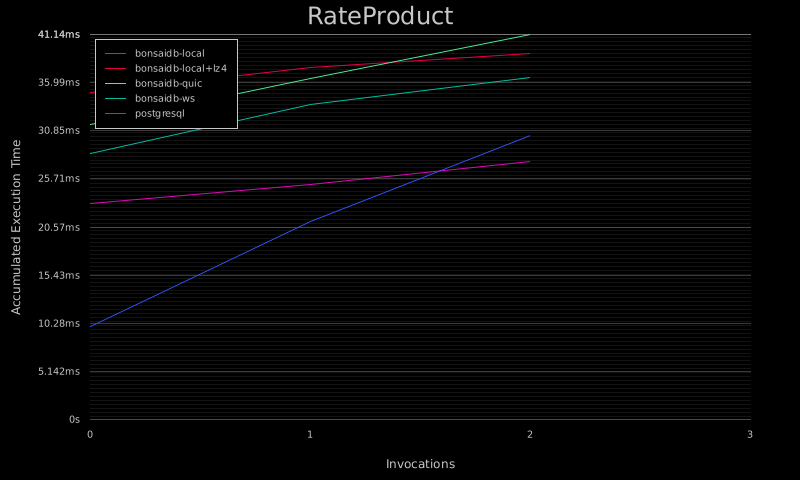 RateProduct
41.14ms
35.99ms
30.85ms
25.71ms
20.57ms
15.43ms
10.28ms
5.142ms
0s
Accumulated Execution Time
bonsaidb-local
bonsaidb-local+lz4
bonsaidb-quic
bonsaidb-ws
postgresql
0 1 2 3
Invocations